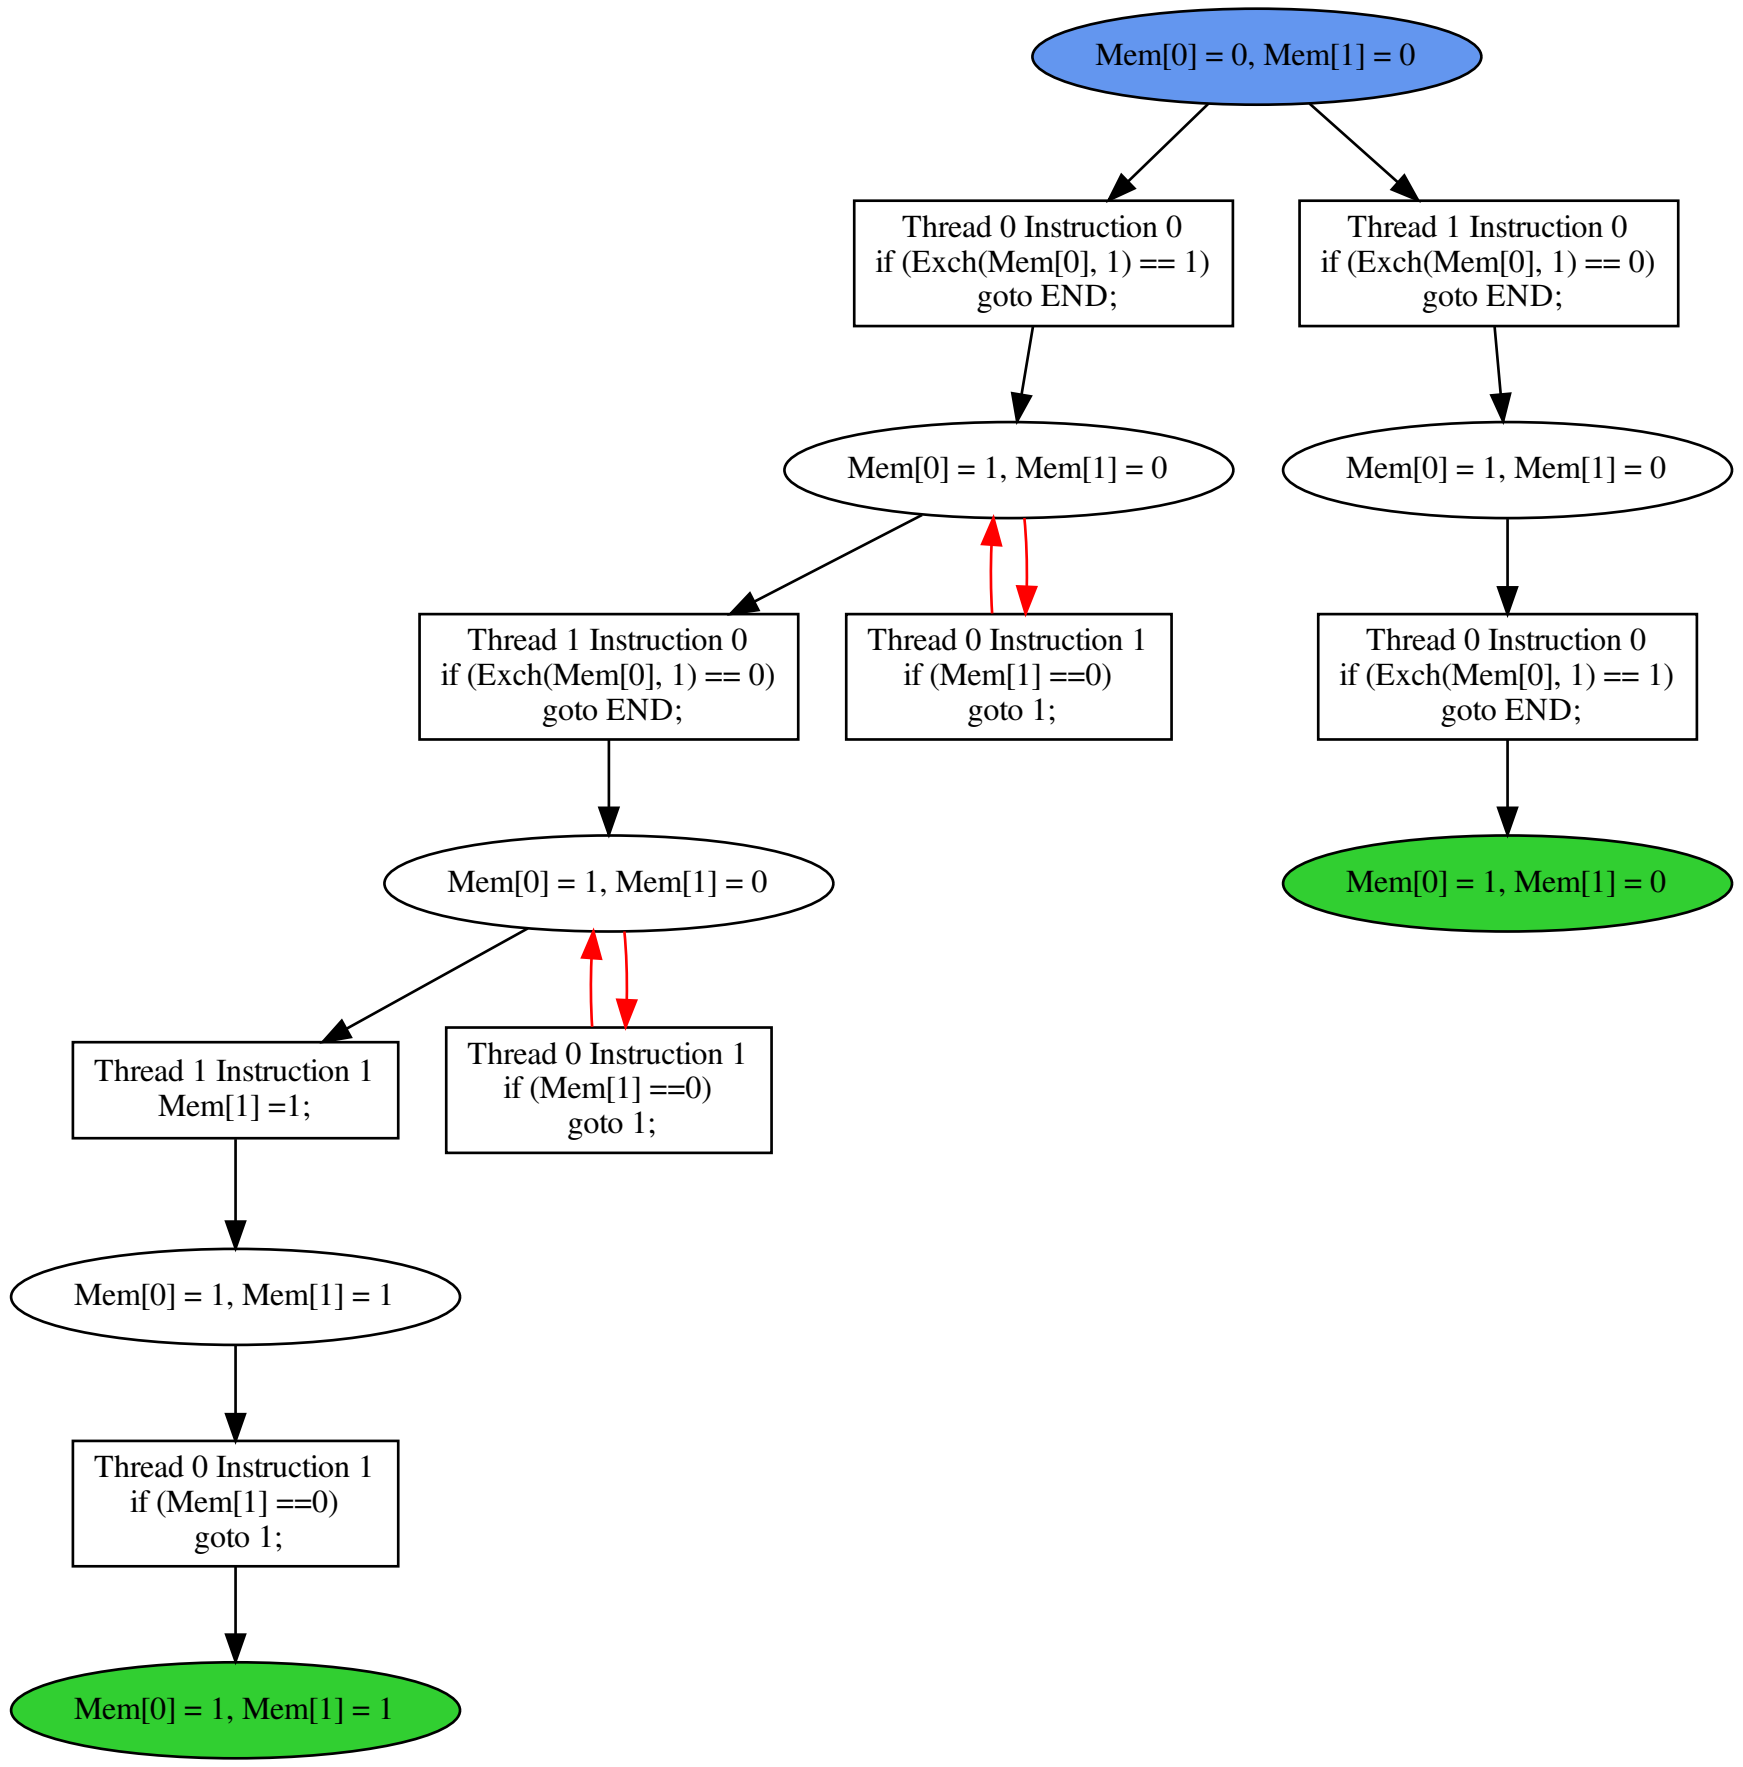 Mem[0] = 0, Mem[1] = 0
Thread 0 Instruction 0
if (Exch(Mem[0], 1) == 1)
goto END;
Thread 1 Instruction 0
if (Exch(Mem[0], 1) == 0)
goto END;
Mem[0] = 1, Mem[1] = 0
Mem[0] = 1, Mem[1] = 0
Thread 1 Instruction 0
if (Exch(Mem[0], 1) == 0)
goto END;
Thread 0 Instruction 1
if (Mem[1] ==0)
goto 1;
Thread 0 Instruction 0
if (Exch(Mem[0], 1) == 1)
goto END;
Mem[0] = 1, Mem[1] = 0
Mem[0] = 1, Mem[1] = 0
Thread 1 Instruction 1
Mem[1] =1;
Thread 0 Instruction 1
if (Mem[1] ==0)
goto 1;
Mem[0] = 1, Mem[1] = 1
Thread 0 Instruction 1
if (Mem[1] ==0)
goto 1;
Mem[0] = 1, Mem[1] = 1